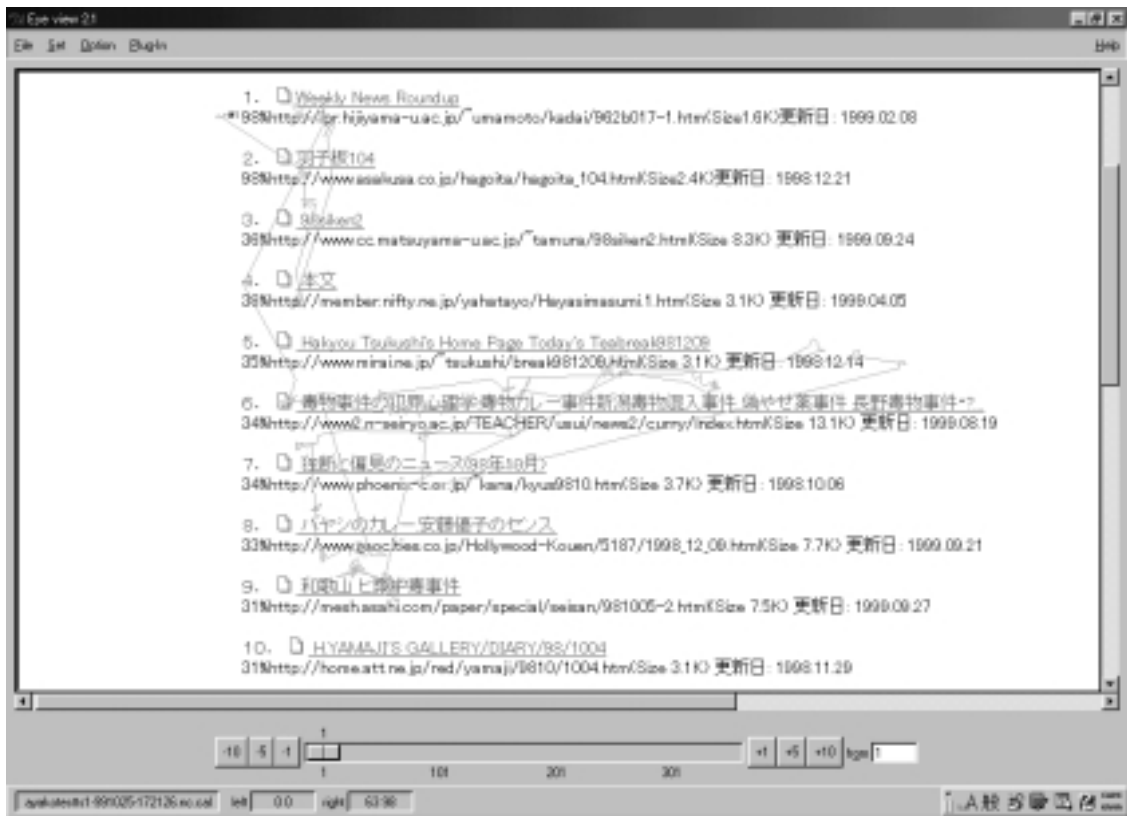 Eye view 2.1
File Set Option Plug-In Help
1. Weekly News Roundup
98% .hijiyama-u.ac.jp/~umamoto/kadai/962b017-1.htm(Size1.6K)更新日: 1999.02.08
2. 羽子板104
98%http://www.asakusa.co.jp/hagoita/hagoita_104.htm(Size2.4K)更新日: 1998.12.21
3. 98siken2
36%http://www.cc.matsuyama-u.ac.jp/~tamura/98siken2.html(Size 8.3K) 更新日: 1999.09.24
4. 本文
36%http://member.nifty.ne.jp/yahatayo/Hayasimasumi.1.htm(Size 3.1K) 更新日: 1999.04.05
5. Hakyou Tsukushi's Home Page Today's Teabreak981209
35%http://www.mirai.ne.jp/~tsukushi/break981209.htm(Size 3.1K) 更新日: 1998.12.14
6. 毒物事件の犯罪心理学:毒物カレー事件新潟毒物混入事件 偽やせ薬事件 長野毒物事件
34%http://www2.n-seiryo.ac.jp/TEACHER/usui/news2/curry/index.htm(Size 13.1K) 更新日: 1999.08.19
7. 独断と偏見のニュース(98年10月)
34%http://www.phoenix-c.or.jp/~kana/kyua9810.htm(Size 3.7K) 更新日: 1998.10.06
8. バヤシのカレー安藤優子のセンス
33%http://www.geocities.co.jp/Hollywood-Kouen/5187/1998_12_09.htm(Size 7.7K) 更新日: 1999.09.21
9. 和歌山ヒ素中毒事件
31%http://mesh.asahi.com/paper/special/seisan/981005-2.htm(Size 7.5K) 更新日: 1999.09.27
10. H.YAMAJI'S GALLERY/DIARY/98/1004
31%http://home.att.ne.jp/red/yamaji/9810/1004.htm(Size 3.1K) 更新日: 1998.11.29
1
-10 -5 -1 +1 +5 +10 1
1 101 201 301
left 0.0 right 63.98
A 般